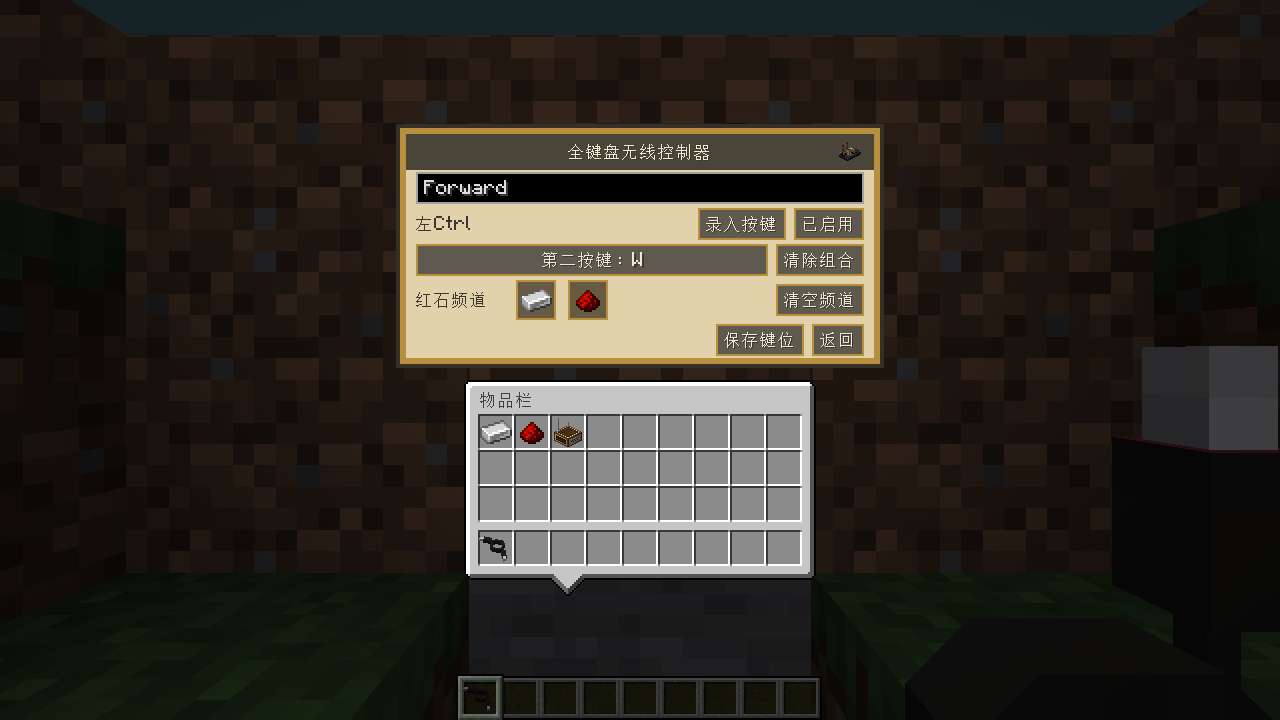 全键盘无线控制器
Forward
左Ctrl 录入按键 已启用
第二按键：W 清除组合
红石频道 清空频道
保存键位 返回
物品栏